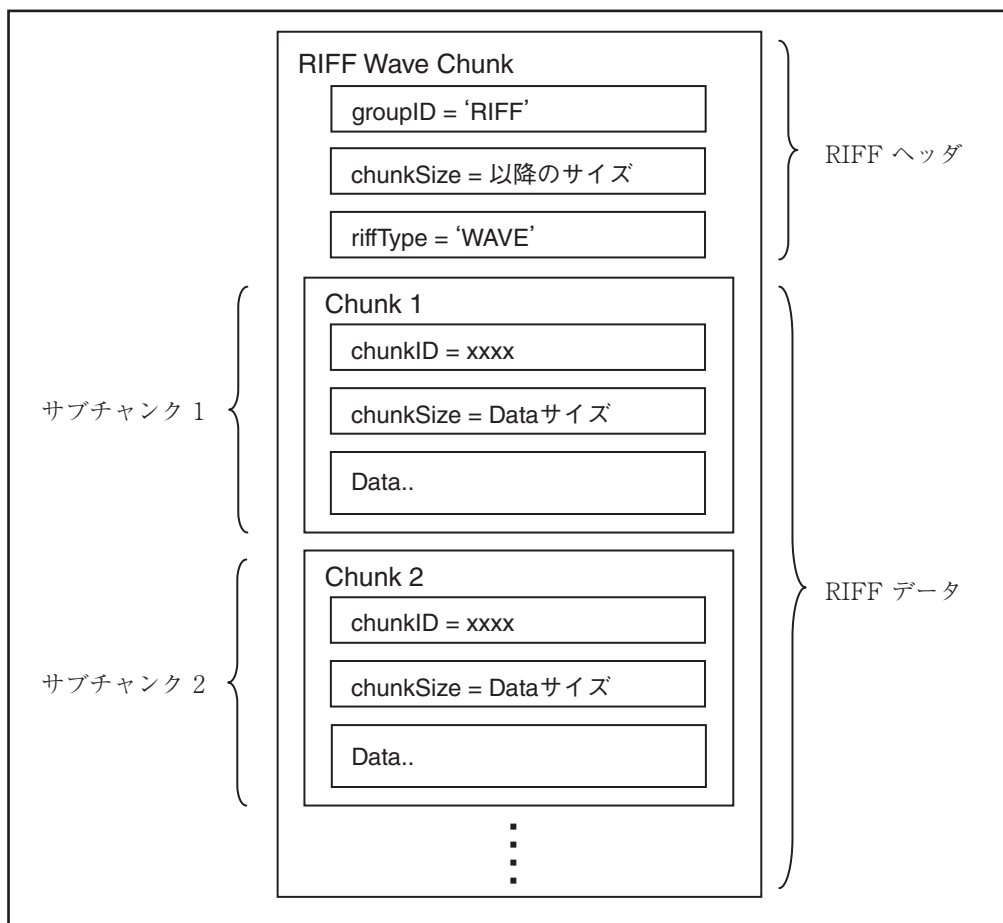 RIFF Wave Chunk
groupID = ‘RIFF’
chunkSize = 以降のサイズ
riffType = ‘WAVE’
RIFF ヘッダ
Chunk 1
chunkID = xxxx
chunkSize = Dataサイズ
Data..
サブチャンク 1
Chunk 2
chunkID = xxxx
chunkSize = Dataサイズ
Data..
サブチャンク 2
RIFF データ